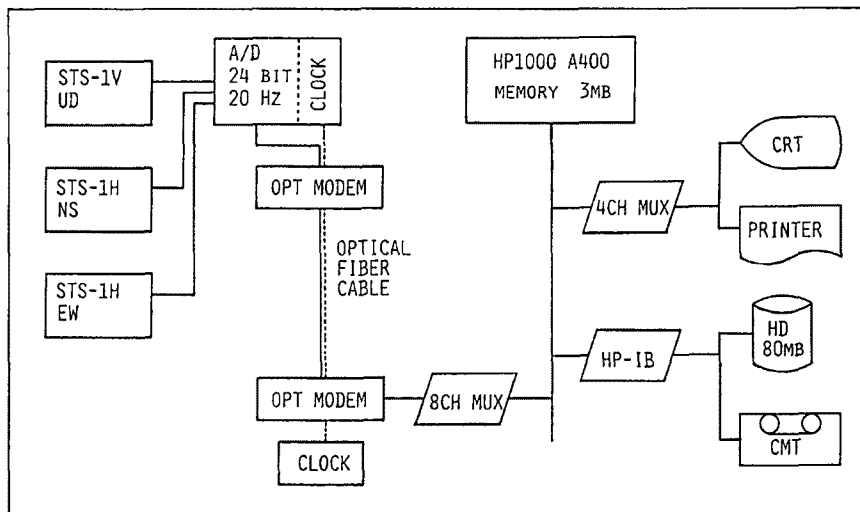 STS-1V
UD
STS-1H
NS
STS-1H
EW
A/D
24 BIT
20 HZ
CLOCK
OPT MODEM
OPTICAL
FIBER
CABLE
OPT MODEM
CLOCK
8CH MUX
HP1000 A400
MEMORY 3MB
4CH MUX
CRT
PRINTER
HP-IB
HD
80MB
CMT